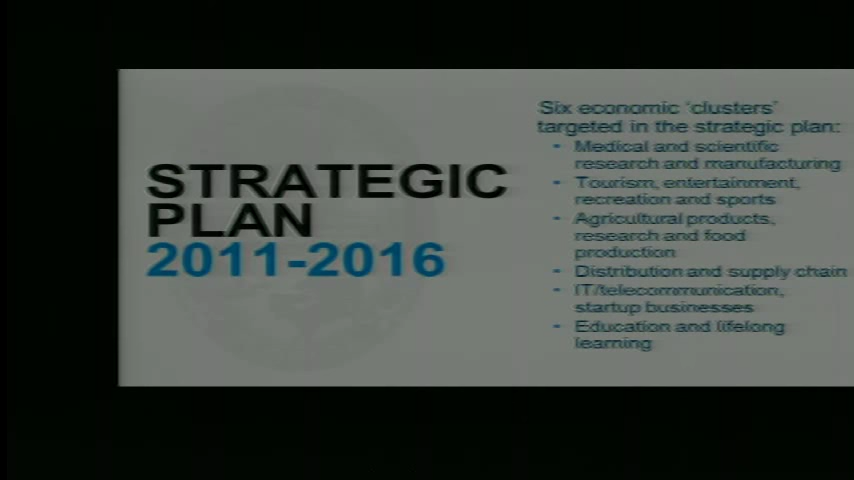 STRATEGIC
PLAN
2011-2016
Six economic 'clusters'
targeted in the strategic plan:
• Medical and scientific
research and manufacturing
• Tourism, entertainment,
recreation and sports
• Agricultural products,
research and food
production
• Distribution and supply chain
• IT/telecommunication,
startup businesses
• Education and lifelong
learning